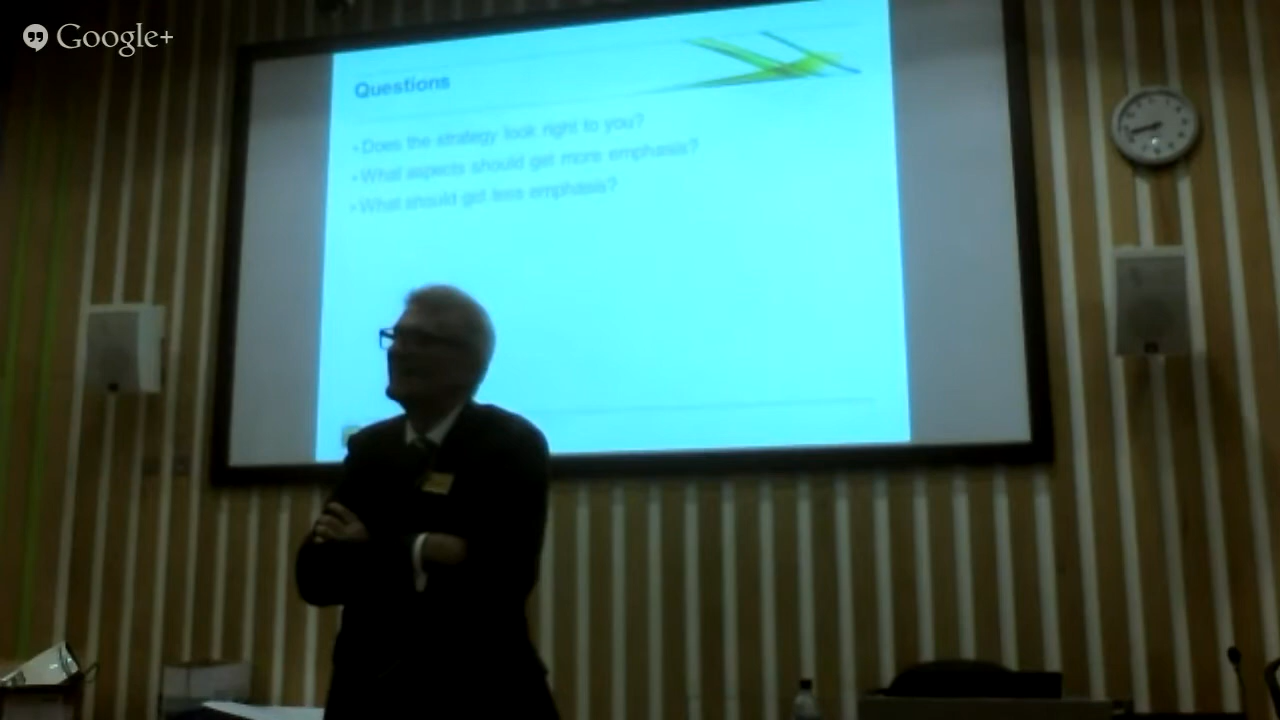 Google+
Questions
• Does the strategy look right to you?
• What aspects should get more emphasis?
• What should get less emphasis?